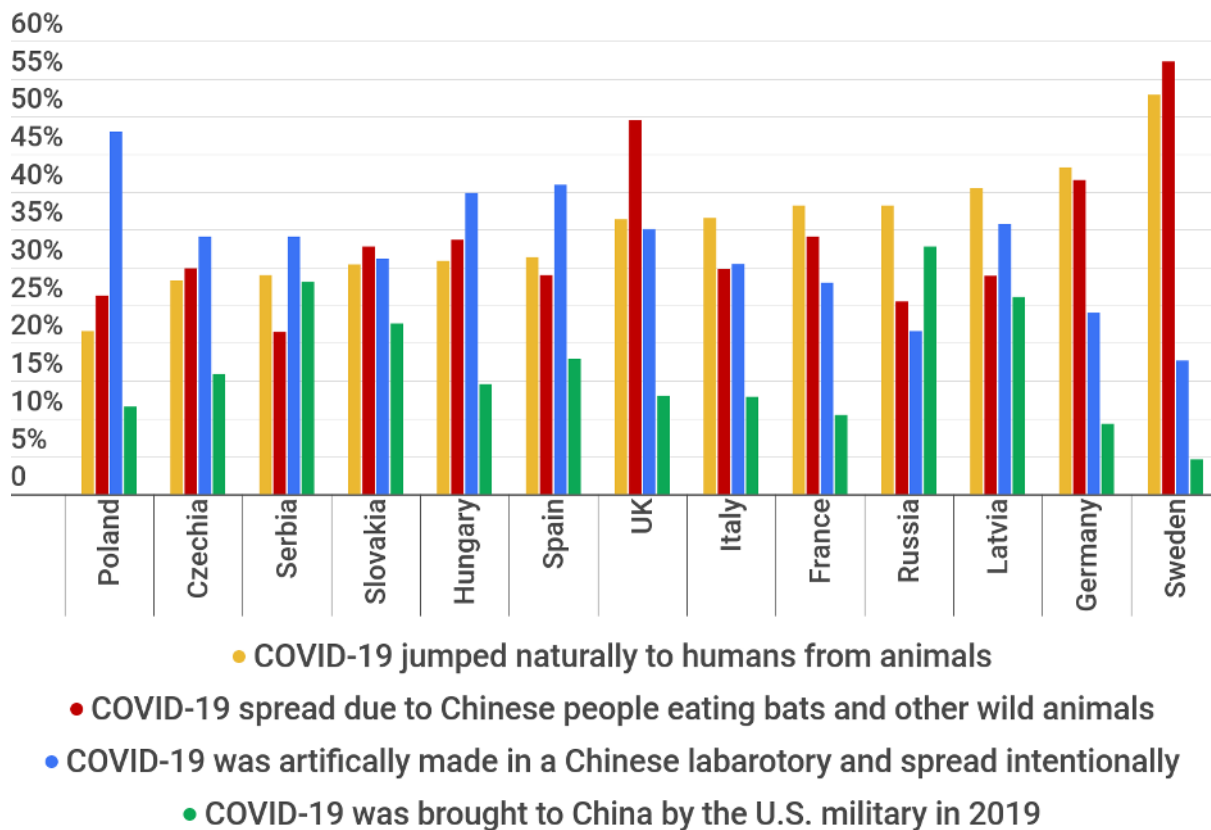 60%
55%
50%
45%
40%
35%
30%
25%
20%
15%
10%
5%
0
Poland
Czechia
Serbia
Slovakia
Hungary
Spain
UK
Italy
France
Russia
Latvia
Germany
Sweden
COVID-19 jumped naturally to humans from animals
COVID-19 spread due to Chinese people eating bats and other wild animals
COVID-19 was artifically made in a Chinese labarotory and spread intentionally
COVID-19 was brought to China by the U.S. military in 2019